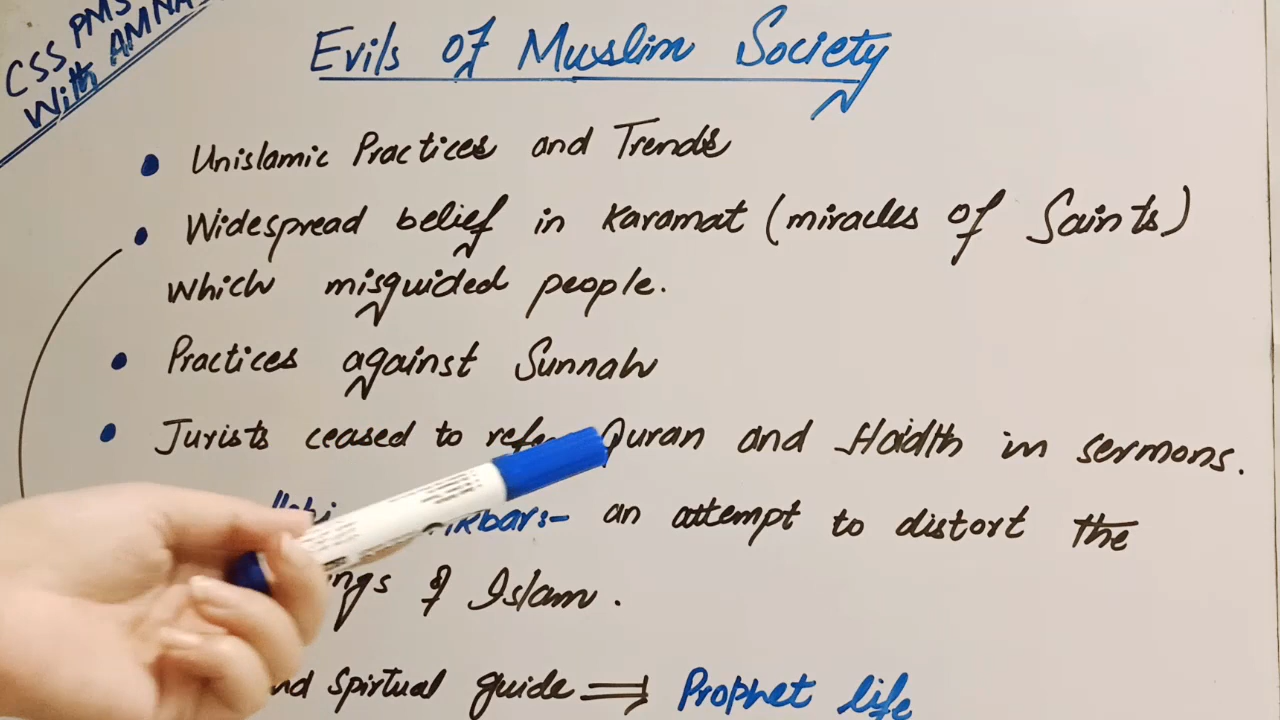 CSS PMS
With AMNA
Evils of Muslim Society
Unislamic Practices and Trends
Widespread belief in Karamat (miracles of Saints)
which misguided people.
Practices against Sunnah
Jurists ceased to Quran and Haidth in sermons.
Akbar:- an attempt to distort the
of Islam.
spirtual guide ⇒ Prophet life